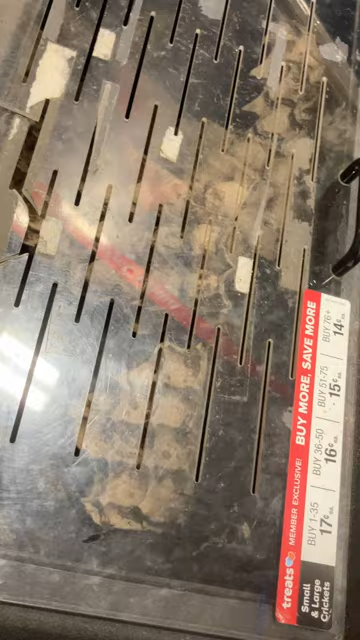 treats MEMBER EXCLUSIVE! BUY MORE, SAVE MORE
Small
& Large
Crickets
BUY 1-35
17¢ ea.
BUY 36-50
16¢ ea.
BUY 51-75
15¢ ea.
BUY 76+
14¢ ea.